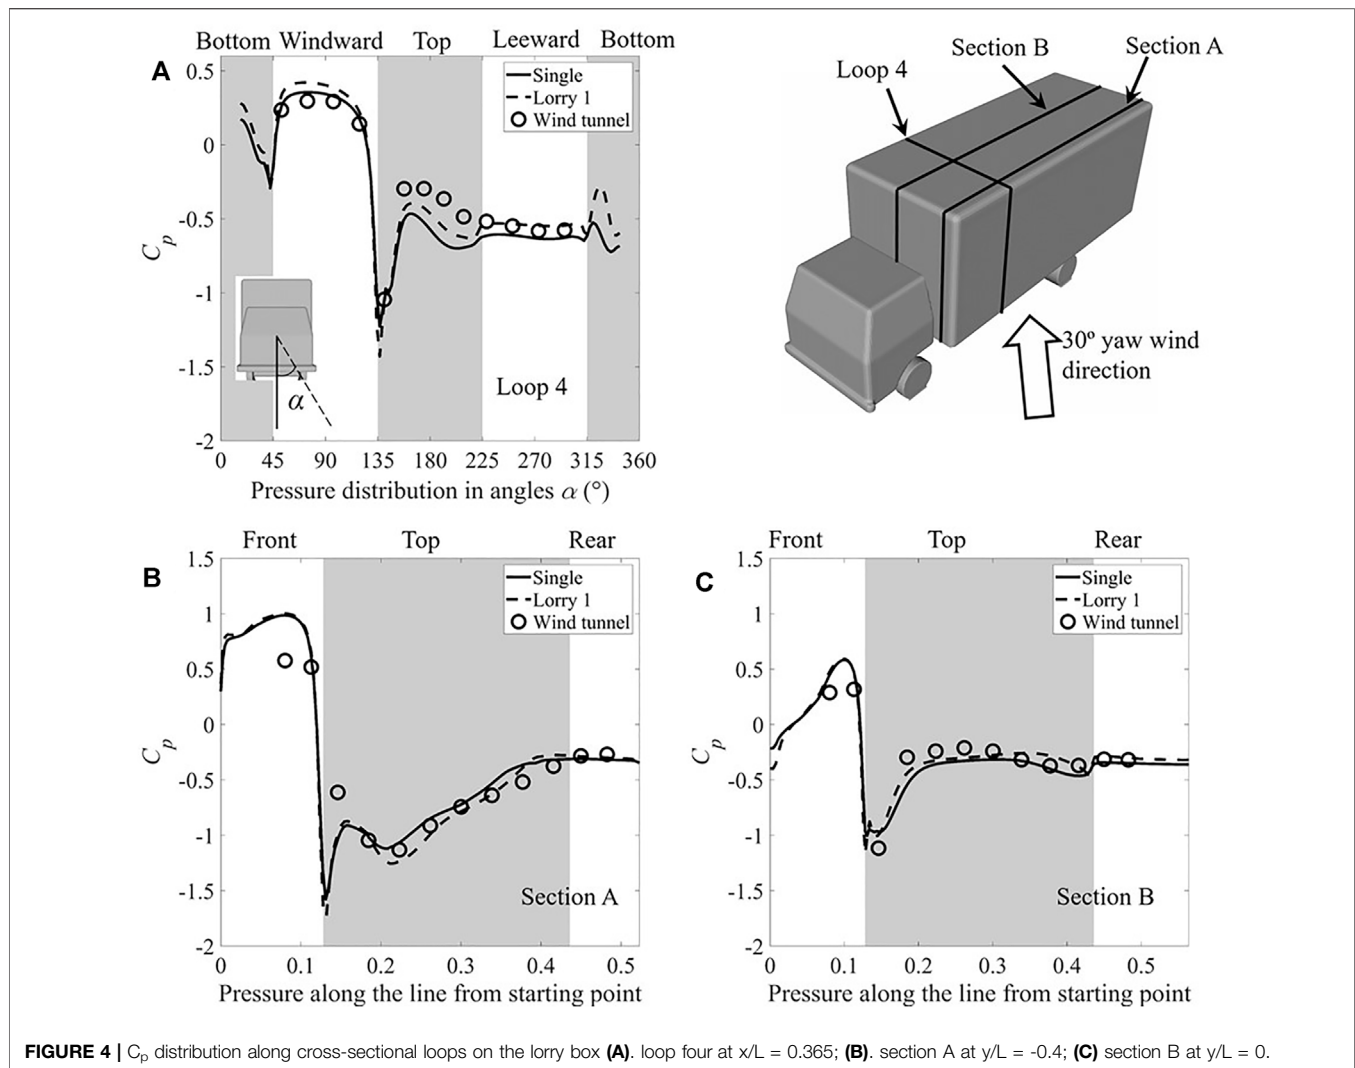 Bottom Windward Top Leeward Bottom
A
0.5
0
-0.5
-1
-1.5
-2
C_p
Single
Lorry 1
Wind tunnel
α
Loop 4
0 45 90 135 180 225 270 315 360
Pressure distribution in angles α (°)
Loop 4
Section B
Section A
30º yaw wind
direction
Front Top Rear
B
1.5
1
0.5
0
-0.5
-1
-1.5
-2
C_p
Single
Lorry 1
Wind tunnel
Section A
0 0.1 0.2 0.3 0.4 0.5
Pressure along the line from starting point
Front Top Rear
C
1.5
1
0.5
0
-0.5
-1
-1.5
-2
C_p
Single
Lorry 1
Wind tunnel
Section B
0 0.1 0.2 0.3 0.4 0.5
Pressure along the line from starting point
FIGURE 4 | Cp distribution along cross-sectional loops on the lorry box (A). loop four at x/L = 0.365; (B). section A at y/L = -0.4; (C) section B at y/L = 0.